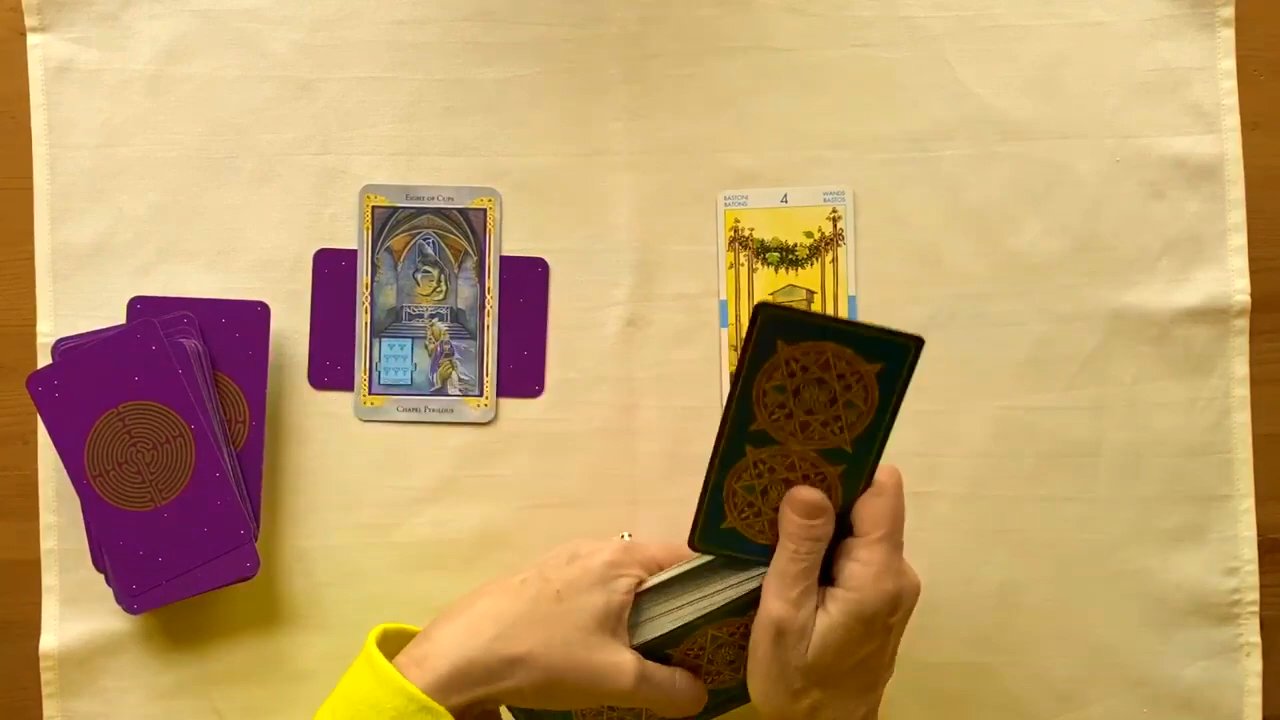 EIGHT OF CUPS
CHAPEL PERILOUS
BASTONI 4 WANDS
BATONS BASTOS